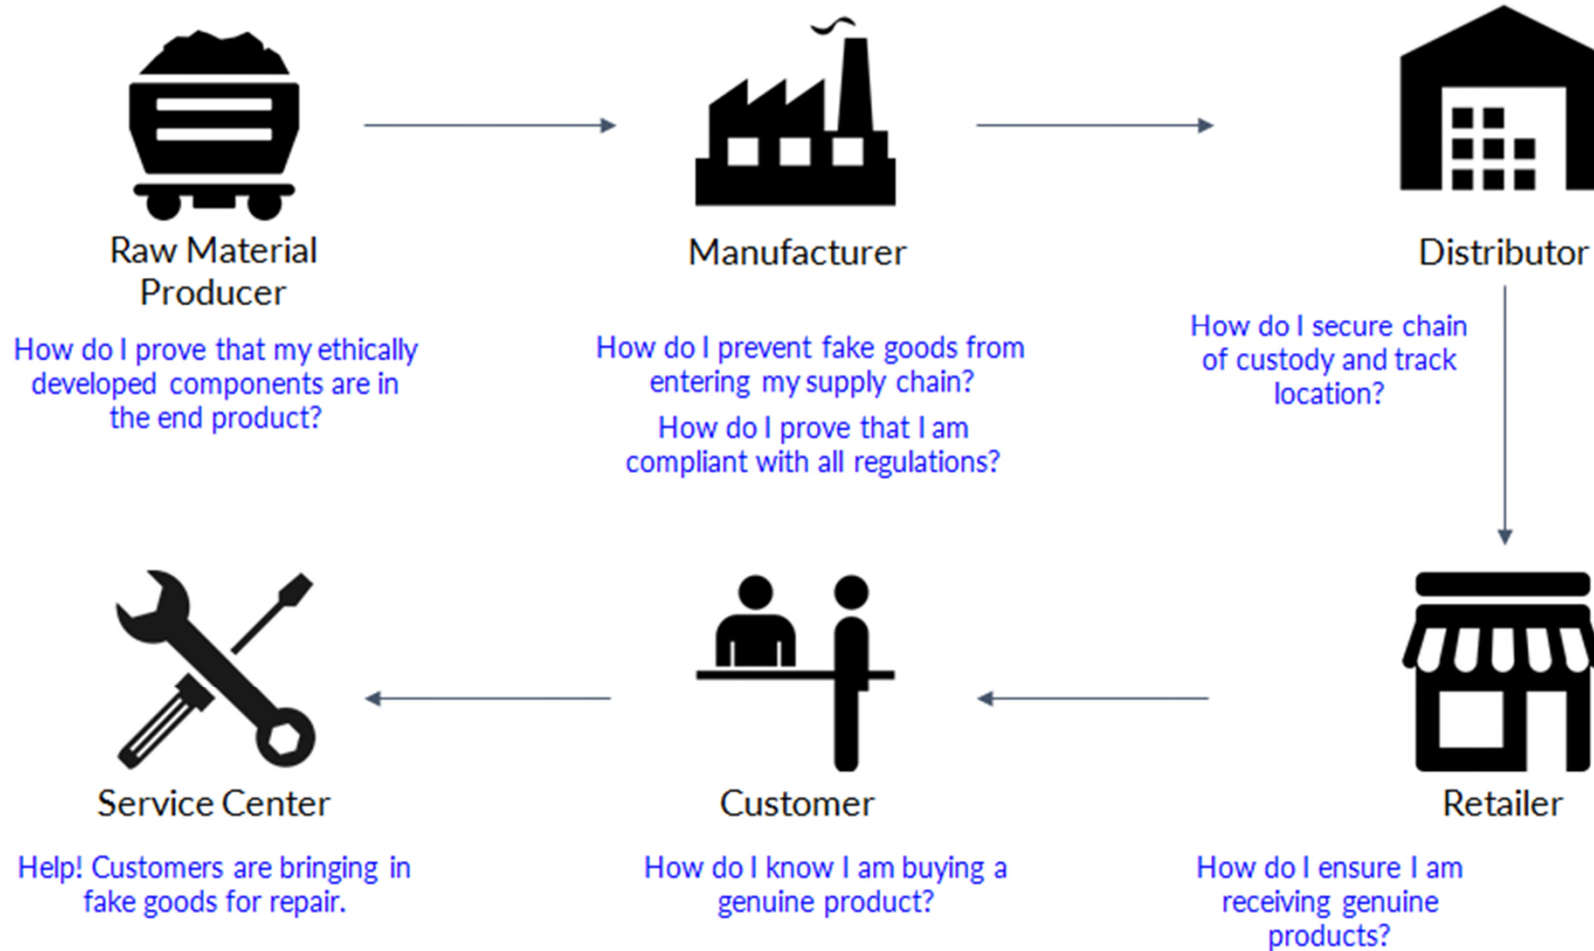 Raw Material
Producer
How do I prove that my ethically
developed components are in
the end product?
Manufacturer
How do I prevent fake goods from
entering my supply chain?
How do I prove that I am
compliant with all regulations?
Distributor
How do I secure chain
of custody and track
location?
Service Center
Help! Customers are bringing in
fake goods for repair.
Customer
How do I know I am buying a
genuine product?
Retailer
How do I ensure I am
receiving genuine
products?